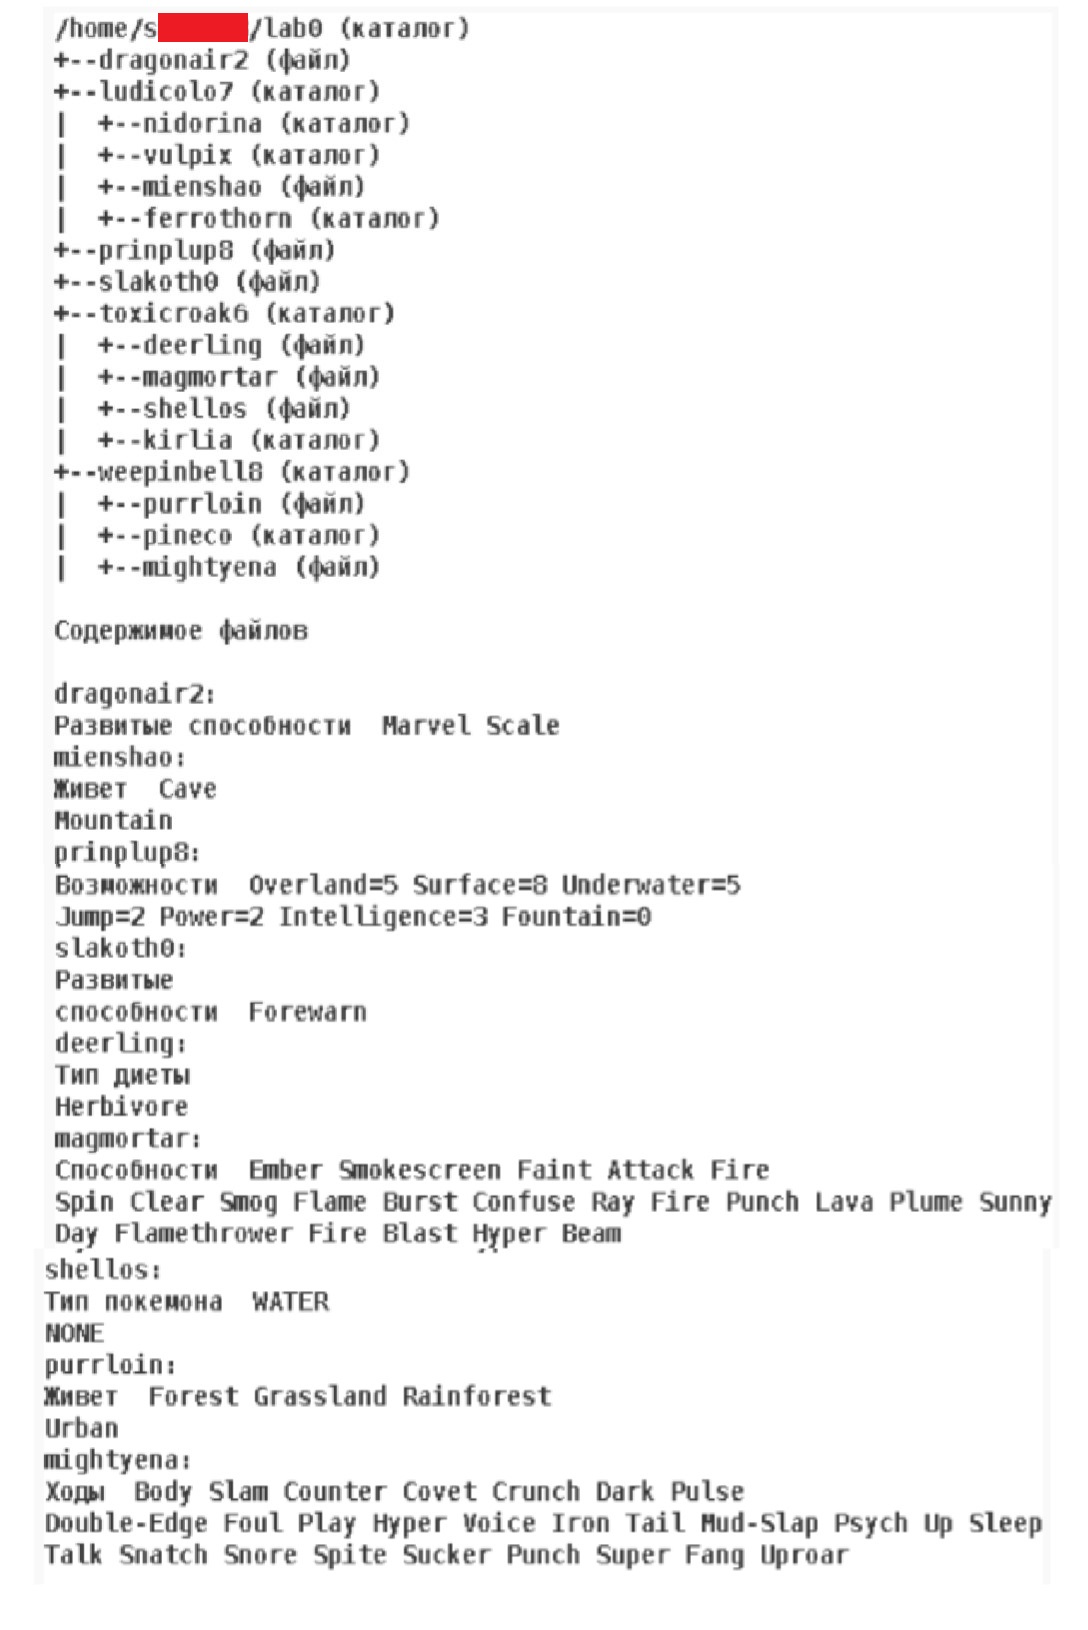 /home/s /lab0 (каталог)
+--dragonair2 (файл)
+--ludicolo7 (каталог)
|  +--nidorina (каталог)
|  +--vulpix (каталог)
|  +--mienshao (файл)
|  +--ferrothorn (каталог)
+--prinplup8 (файл)
+--slakoth0 (файл)
+--toxicroak6 (каталог)
|  +--deerling (файл)
|  +--magmortar (файл)
|  +--shellos (файл)
|  +--kirlia (каталог)
+--weepinbell8 (каталог)
|  +--purrloin (файл)
|  +--pineco (каталог)
|  +--mightyena (файл)
Содержимое файлов
dragonair2:
Развитые способности  Marvel Scale
mienshao:
Живет  Cave
Mountain
prinplup8:
Возможности  Overland=5 Surface=8 Underwater=5
Jump=2 Power=2 Intelligence=3 Fountain=0
slakoth0:
Развитые
способности  Forewarn
deerling:
Тип диеты
Herbivore
magmortar:
Способности  Ember Smokescreen Faint Attack Fire
Spin Clear Smog Flame Burst Confuse Ray Fire Punch Lava Plume Sunny
Day Flamethrower Fire Blast Hyper Beam
shellos:
Тип покемона  WATER
NONE
purrloin:
Живет  Forest Grassland Rainforest
Urban
mightyena:
Ходы  Body Slam Counter Covet Crunch Dark Pulse
Double-Edge Foul Play Hyper Voice Iron Tail Mud-Slap Psych Up Sleep
Talk Snatch Snore Spite Sucker Punch Super Fang Uproar